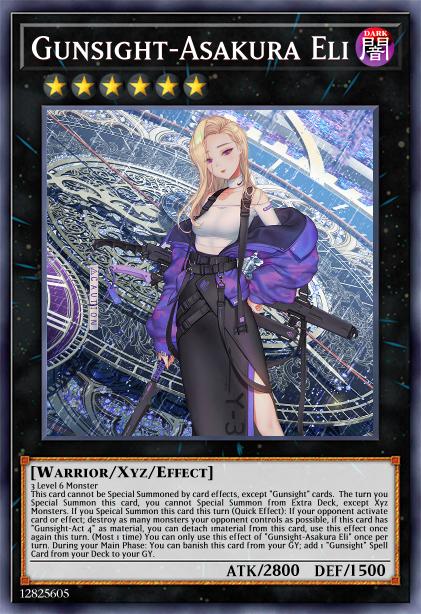 GUNSIGHT-ASAKURA ELI
DARK
闇
CAUTION
Y-3
[WARRIOR/XYZ/EFFECT]
3 Level 6 Monster
This card cannot be Special Summoned by card effects, except "Gunsight" cards. The turn you
Special Summon this card, you cannot Special Summon from Extra Deck, except Xyz
Monsters. If you Speical Summon this card this turn (Quick Effect): If your opponent activate
card or effect; destroy as many monsters your opponent controls as possible, if this card has
"Gunsight-Act 4" as material, you can detach 1material from this card, use this effect once
again this turn. (Most 1 time) You can only use this effect of "Gunsight-Asakura Eli" once per
turn. During your Main Phase: You can banish this card from your GY; add 1 "Gunsight" Spell
Card from your Deck to your GY.
ATK/2800 DEF/1500
12825605